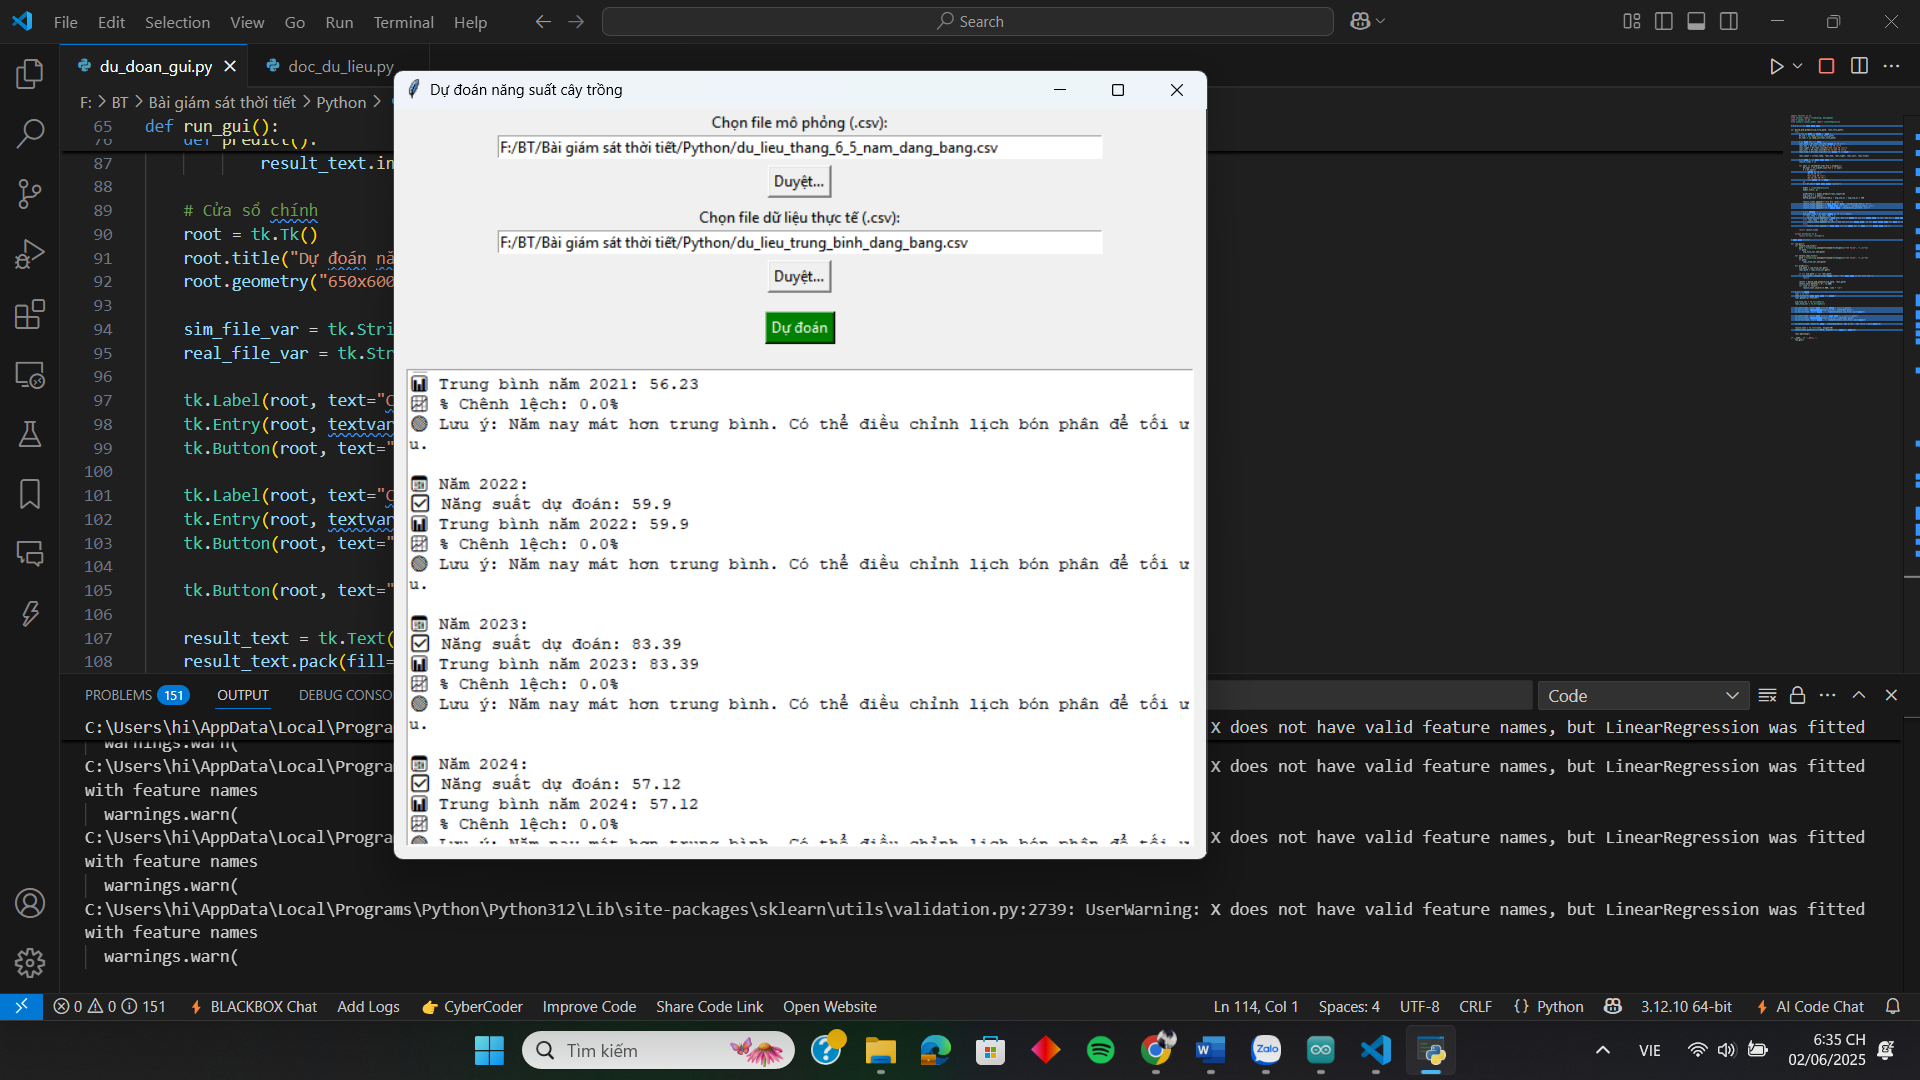 File Edit Selection View Go Run Terminal Help
Search
du_doan_gui.py
doc_du_lieu.py
F: > BT > Bài giám sát thời tiết > Python >
65 def run_gui():
87 result_text.in
88
89 # Cửa sổ chính
90 root = tk.Tk()
91 root.title("Dự đoán nă
92 root.geometry("650x600
93
94 sim_file_var = tk.Stri
95 real_file_var = tk.Str
96
97 tk.Label(root, text="C
98 tk.Entry(root, textvar
99 tk.Button(root, text="
100
101 tk.Label(root, text="C
102 tk.Entry(root, textvar
103 tk.Button(root, text="
104
105 tk.Button(root, text="
106
107 result_text = tk.Text(
108 result_text.pack(fill=
Dự đoán năng suất cây trồng
Chọn file mô phỏng (.csv):
F:/BT/Bài giám sát thời tiết/Python/du_lieu_thang_6_5_nam_dang_bang.csv
Duyệt...
Chọn file dữ liệu thực tế (.csv):
F:/BT/Bài giám sát thời tiết/Python/du_lieu_trung_binh_dang_bang.csv
Duyệt...
Dự đoán
Trung bình năm 2021: 56.23
% Chênh lệch: 0.0%
Lưu ý: Năm nay mát hơn trung bình. Có thể điều chỉnh lịch bón phân để tối ư
u.
Năm 2022:
Năng suất dự đoán: 59.9
Trung bình năm 2022: 59.9
% Chênh lệch: 0.0%
Lưu ý: Năm nay mát hơn trung bình. Có thể điều chỉnh lịch bón phân để tối ư
u.
Năm 2023:
Năng suất dự đoán: 83.39
Trung bình năm 2023: 83.39
% Chênh lệch: 0.0%
Lưu ý: Năm nay mát hơn trung bình. Có thể điều chỉnh lịch bón phân để tối ư
u.
Năm 2024:
Năng suất dự đoán: 57.12
Trung bình năm 2024: 57.12
% Chênh lệch: 0.0%
Lưu ý: Năm nay mát hơn trung bình. Có thể điều chỉnh lịch bón phân để tối ư
PROBLEMS 151 OUTPUT DEBUG CONSO
Code
C:\Users\hi\AppData\Local\Progra X does not have valid feature names, but LinearRegression was fitted
warnings.warn(
C:\Users\hi\AppData\Local\Progra X does not have valid feature names, but LinearRegression was fitted
with feature names
warnings.warn(
C:\Users\hi\AppData\Local\Progra X does not have valid feature names, but LinearRegression was fitted
with feature names
warnings.warn(
C:\Users\hi\AppData\Local\Programs\Python\Python312\Lib\site-packages\sklearn\utils\validation.py:2739: UserWarning: X does not have valid feature names, but LinearRegression was fitted
with feature names
warnings.warn(
0 0 151 BLACKBOX Chat Add Logs CyberCoder Improve Code Share Code Link Open Website
Ln 114, Col 1 Spaces: 4 UTF-8 CRLF {} Python 3.12.10 64-bit AI Code Chat
Tìm kiếm
Zalo
VIE
6:35 CH
02/06/2025